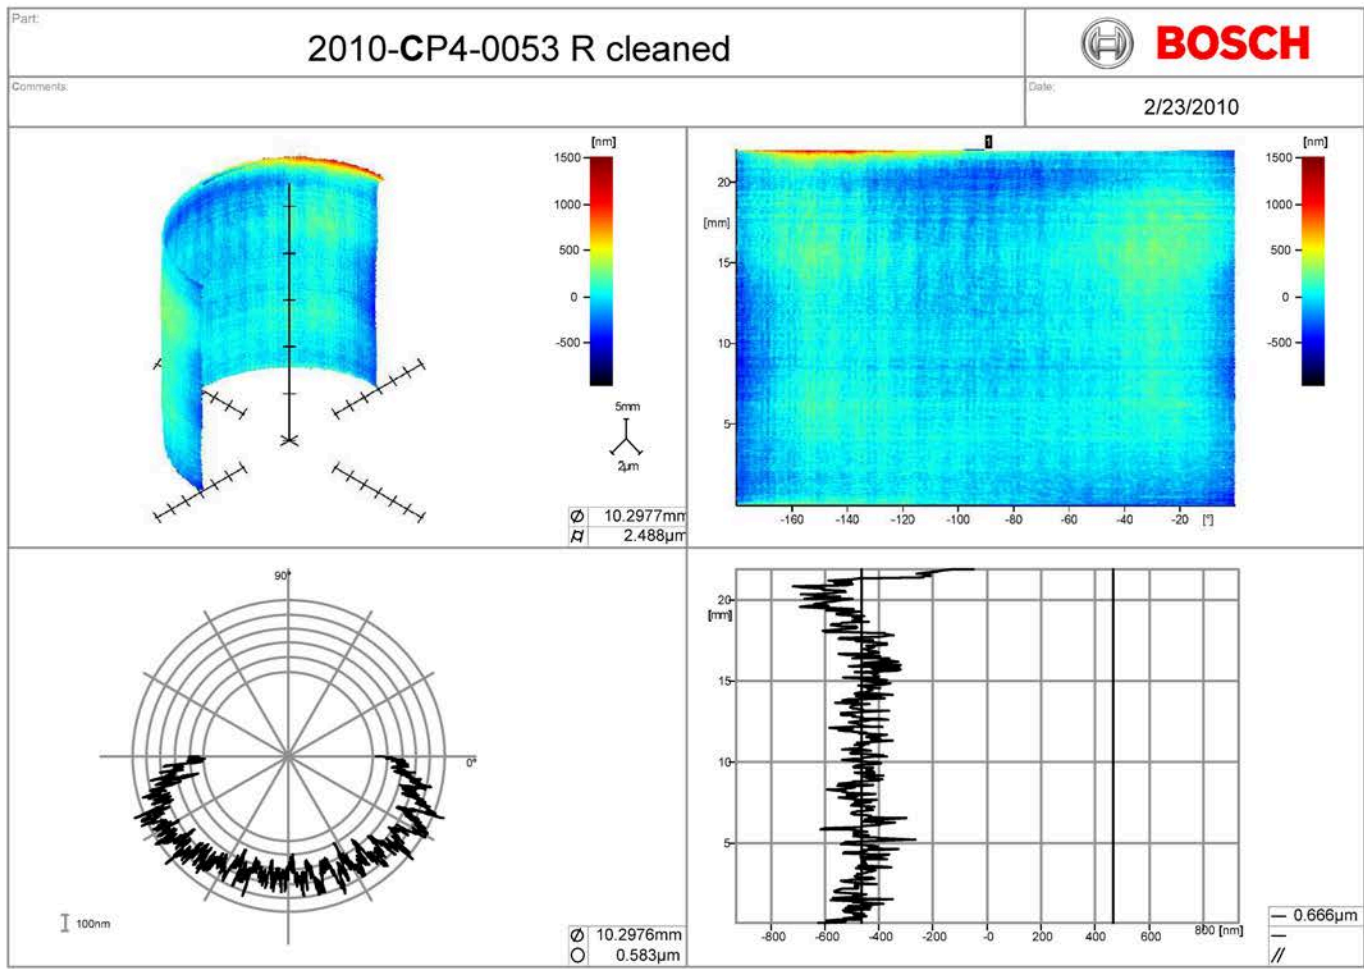 Part:
2010-CP4-0053 R cleaned
BOSCH
Comments:
Date:
2/23/2010
[nm]
1500
1000
500
0
-500
5mm
2µm
Ø 10.2977mm
2.488µm
1
[nm]
1500
1000
500
0
-500
20
[mm]
15
10
5
-160 -140 -120 -100 -80 -60 -40 -20 [°]
90°
0°
100nm
Ø 10.2976mm
0.583µm
20
[mm]
15
10
5
-800 -600 -400 -200 -0 200 400 600 800 [nm]
— 0.666µm
—
//